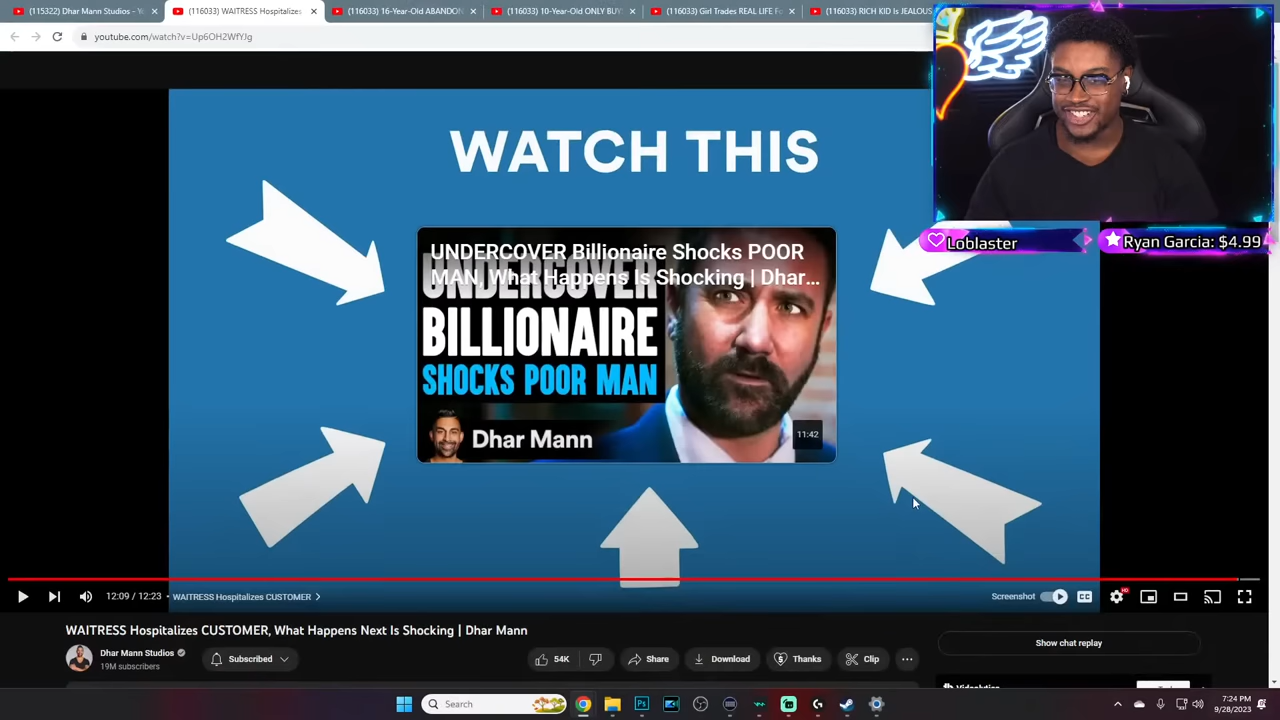 (115322) Dhar Mann Studios - Y
(116033) WAITRESS Hospitalizes
(116033) 16-Year-Old ABANDON
(116033) 10-Year-Old ONLY BUY
(116033) Girl Trades REAL LIFE F
(116033) RICH KID Is JEALOUS
youtube.com/watch?v=Up6OH2WfYJg
WATCH THIS
UNDERCOVER Billionaire Shocks POOR
MAN, What Happens Is Shocking | Dhar...
UNDERCOVER
BILLIONAIRE
SHOCKS POOR MAN
Dhar Mann
11:42
Loblaster
Ryan Garcia: $4.99
12:09 / 12:23 • WAITRESS Hospitalizes CUSTOMER >
Screenshot
CC
HD
WAITRESS Hospitalizes CUSTOMER, What Happens Next Is Shocking | Dhar Mann
Show chat replay
Dhar Mann Studios
19M subscribers
Subscribed
54K
Share
Download
Thanks
Clip
Videolytics
Search
Ps
7:24 PM
9/28/2023